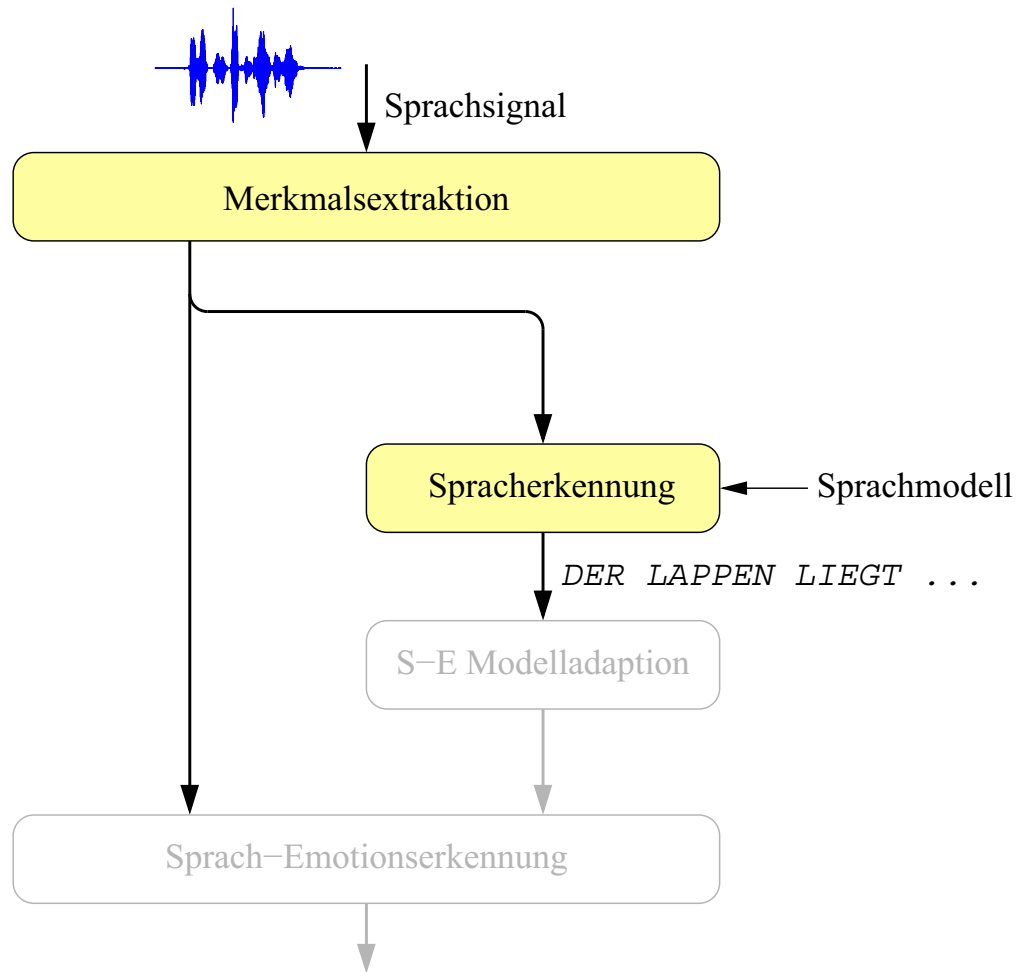 Sprachsignal
Merkmalsextraktion
Spracherkennung
Sprachmodell
DER LAPPEN LIEGT ...
S−E Modelladaption
Sprach−Emotionserkennung